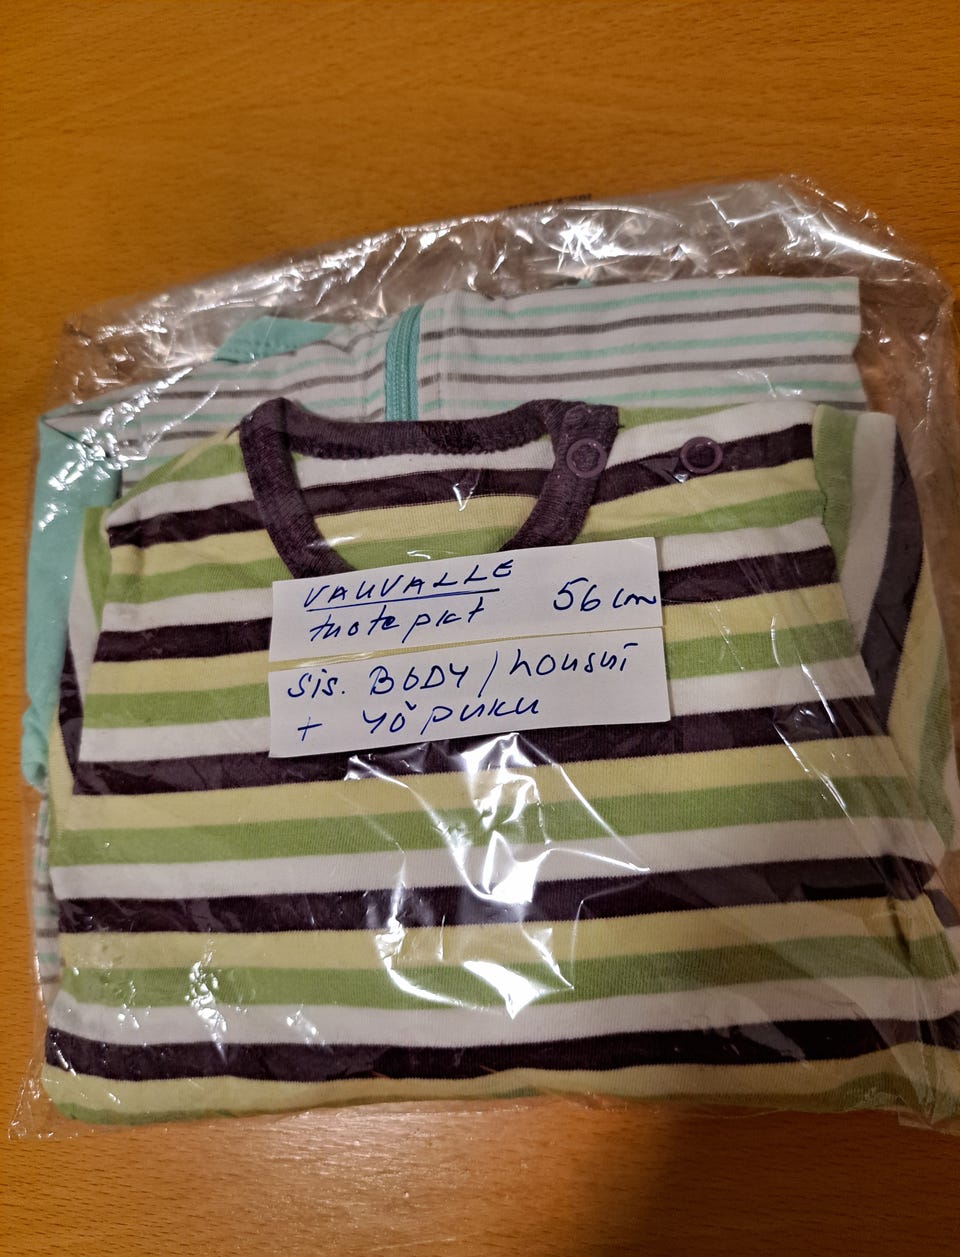 VAUVALLE
tuotepkt 56 cm
sis. BODY/HOUSUT
+ YÖPUKU